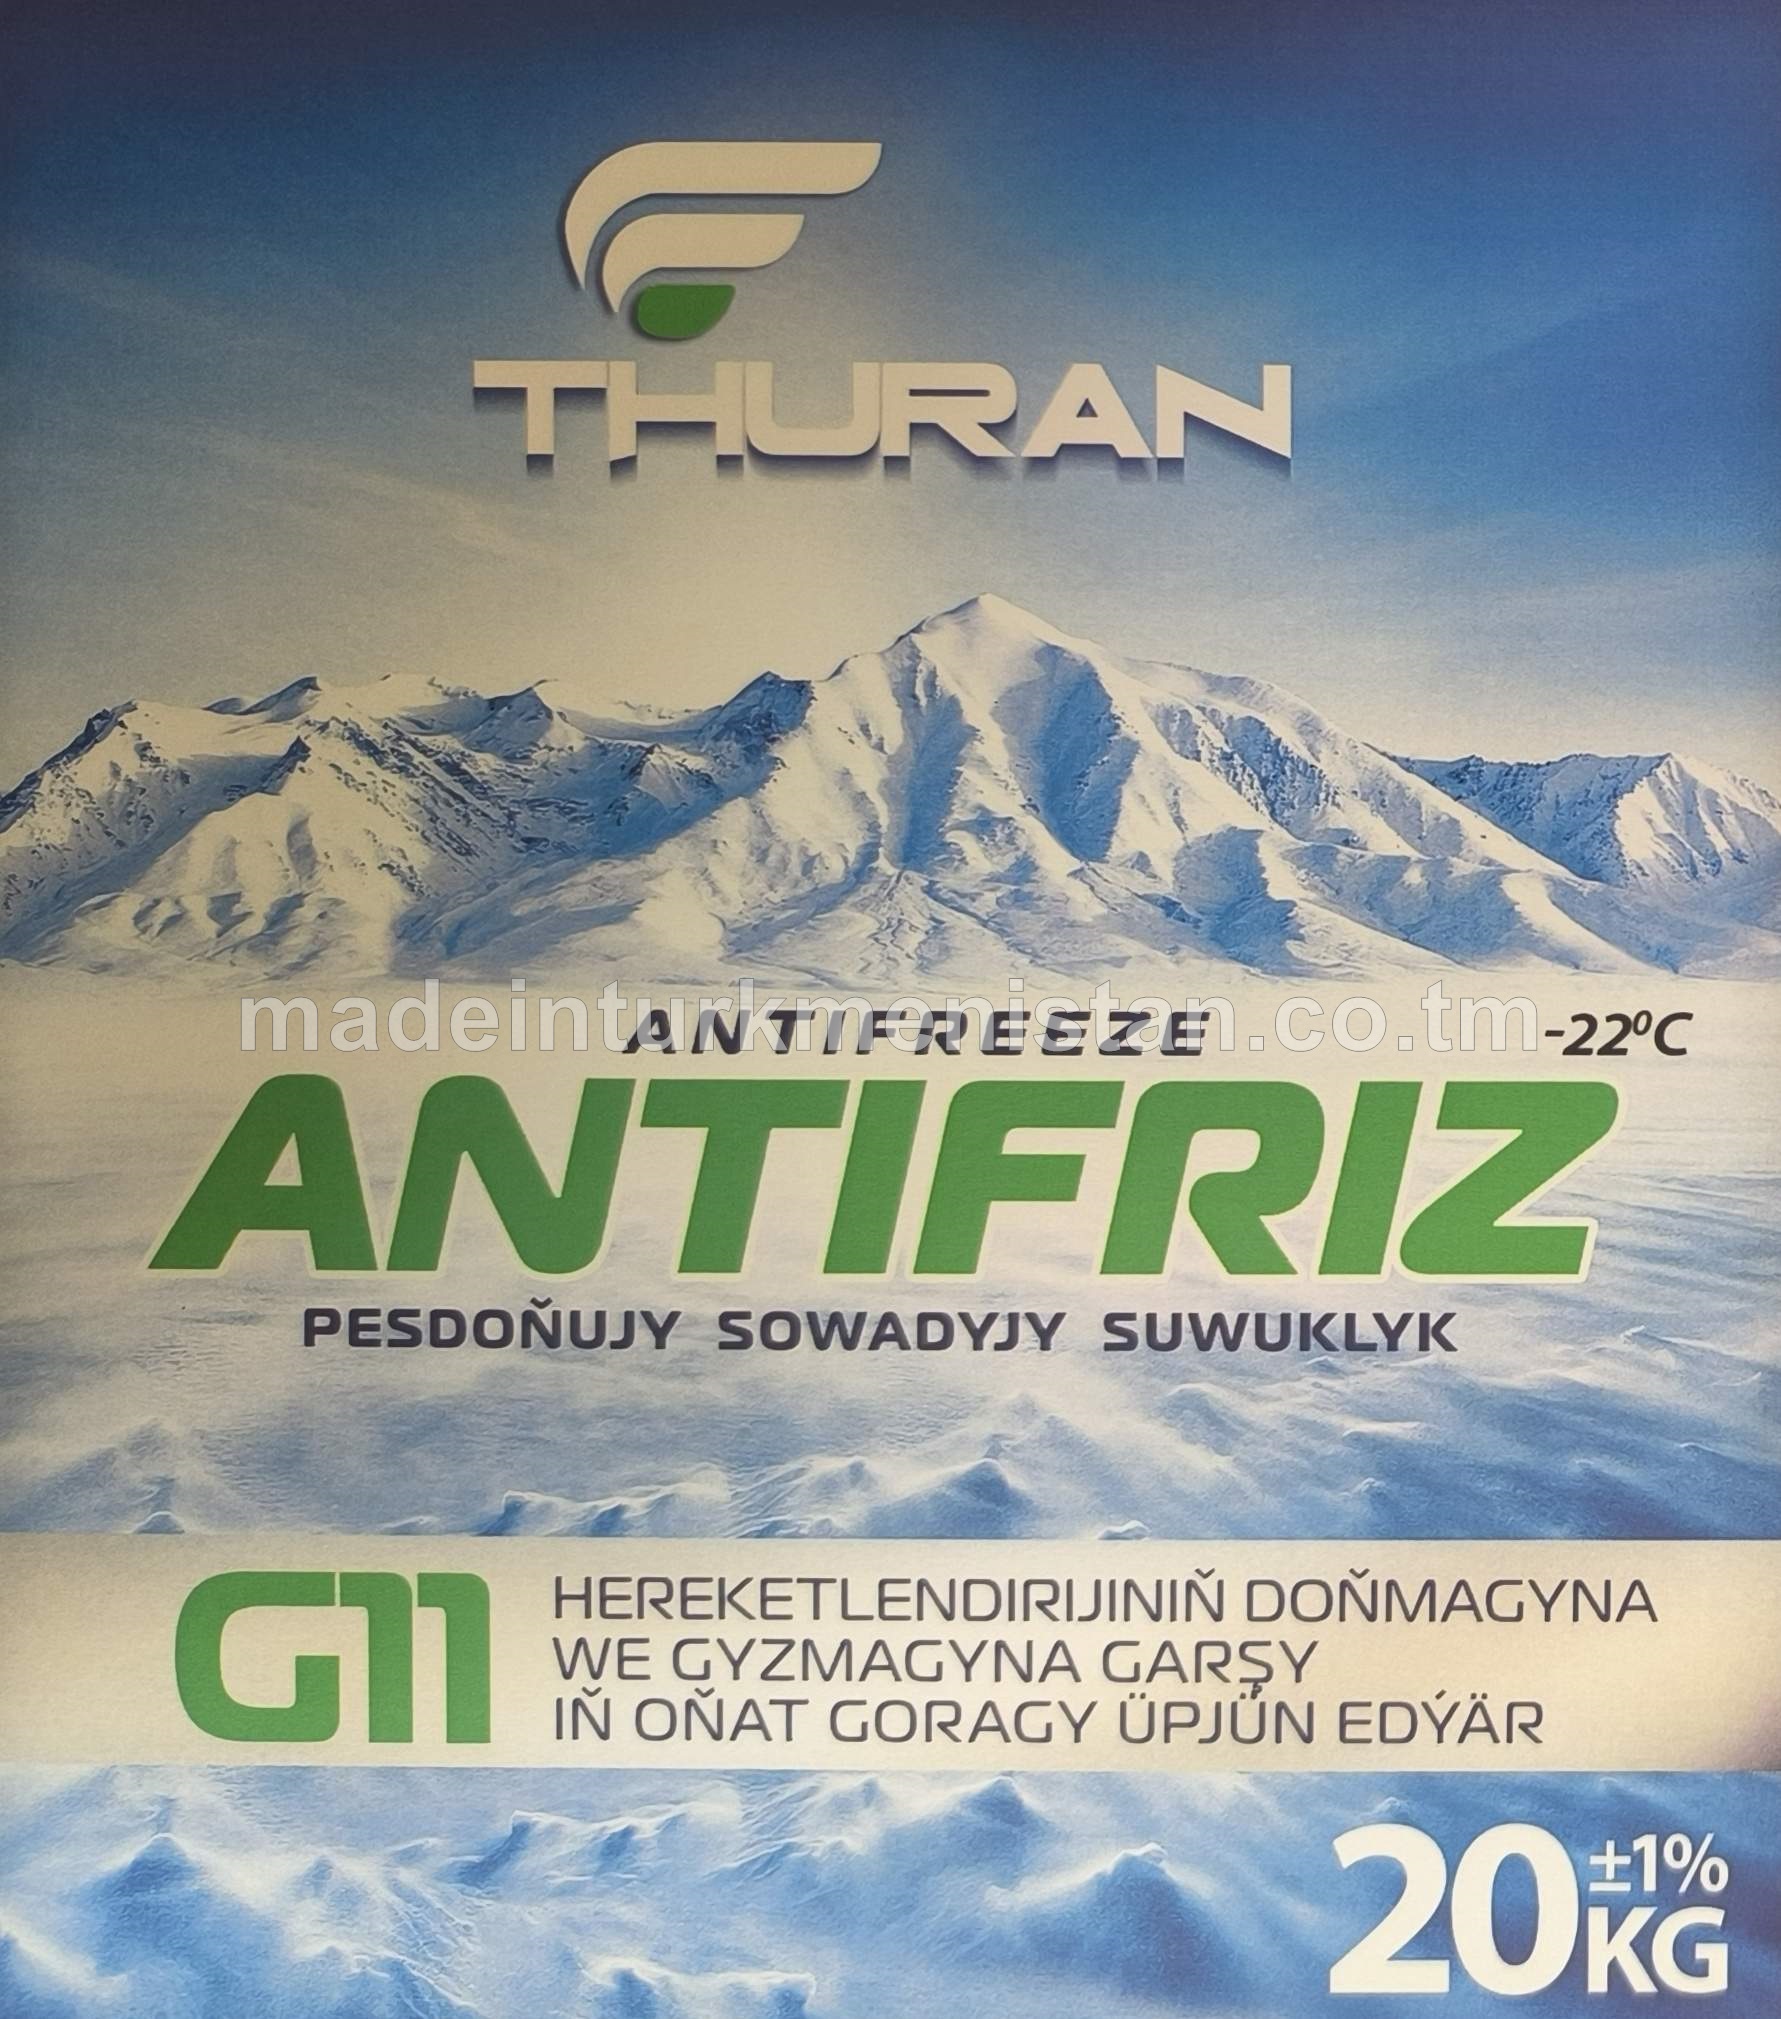 THURAN
madeinturkmenistan.co.tm
ANTIFREEZE -22⁰C
ANTIFRIZ
PESDOŇUJY SOWADYJY SUWUKLYK
G11
HEREKETLENDIRIJINIŇ DOŇMAGYNA
WE GYZMAGYNA GARŞY
IŇ OŇAT GORAGY ÜPJÜN EDÝÄR
20 ±1% KG